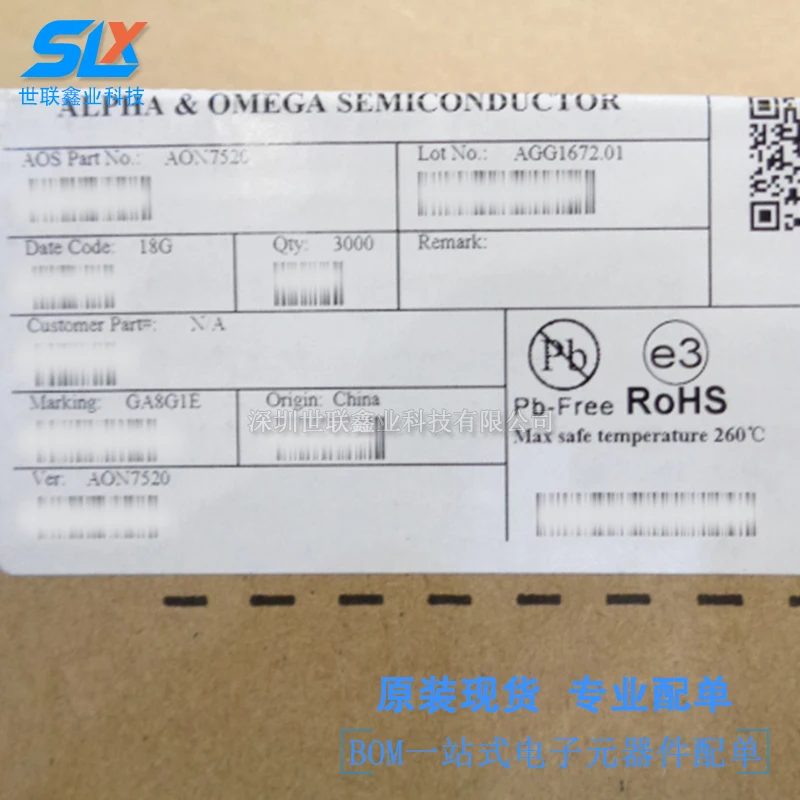 SLX
世联鑫业科技
ALPHA & OMEGA SEMICONDUCTOR
AOS Part No.: AON7520
Lot No.: AGG1672.01
Date Code: 18G
Qty: 3000
Remark:
Customer Part#: N/A
Marking: GA8G1E
Origin: China
深圳世联鑫业科技有限公司
Ver: AON7520
Pb
e3
Pb-Free RoHS
Max safe temperature 260℃
原装现货 专业配单
BOM一站式电子元器件配单